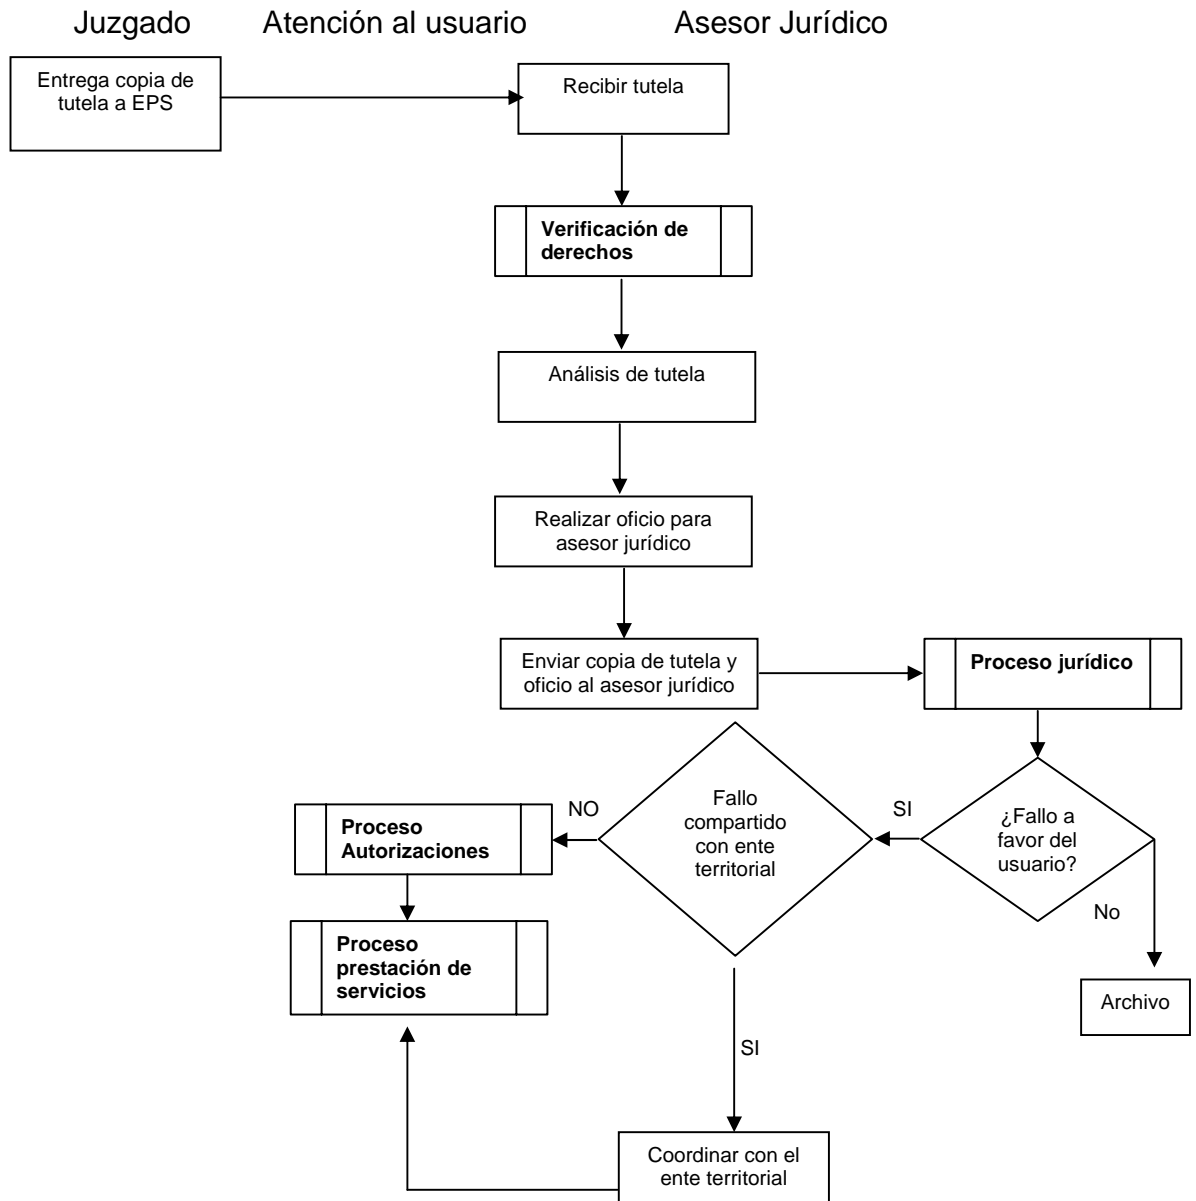 Juzgado
Atención al usuario
Asesor Jurídico
Entrega copia de
tutela a EPS
Recibir tutela
Verificación de
derechos
Análisis de tutela
Realizar oficio para
asesor jurídico
Enviar copia de tutela y
oficio al asesor jurídico
Proceso jurídico
¿Fallo a
favor del
usuario?
SI
No
Fallo
compartido
con ente
territorial
NO
Proceso
Autorizaciones
Proceso
prestación de
servicios
Archivo
SI
Coordinar con el
ente territorial